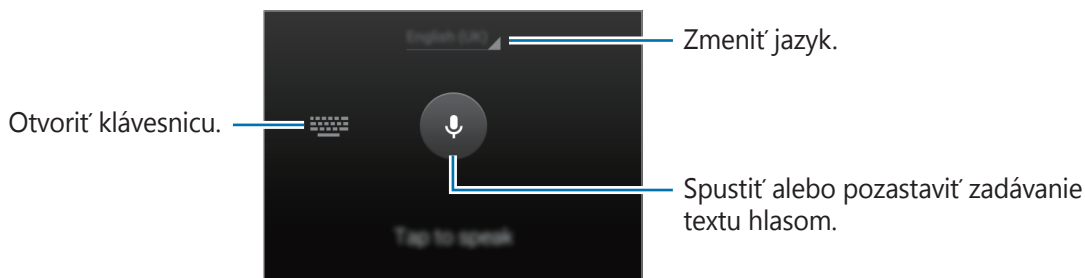 English (UK)
Zmeniť jazyk.
Otvoriť klávesnicu.
Spustiť alebo pozastaviť zadávanie
textu hlasom.
Tap to speak